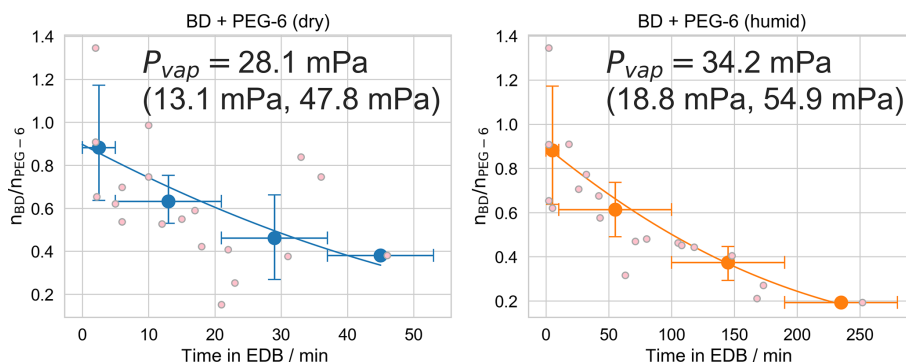 BD + PEG-6 (dry)
1.4
1.2
1.0
0.8
0.6
0.4
0.2
n_BD/n_PEG − 6
P_vap = 28.1 mPa
(13.1 mPa, 47.8 mPa)
0 10 20 30 40 50
Time in EDB / min
BD + PEG-6 (humid)
1.4
1.2
1.0
0.8
0.6
0.4
0.2
n_BD/n_PEG − 6
P_vap = 34.2 mPa
(18.8 mPa, 54.9 mPa)
0 50 100 150 200 250
Time in EDB / min